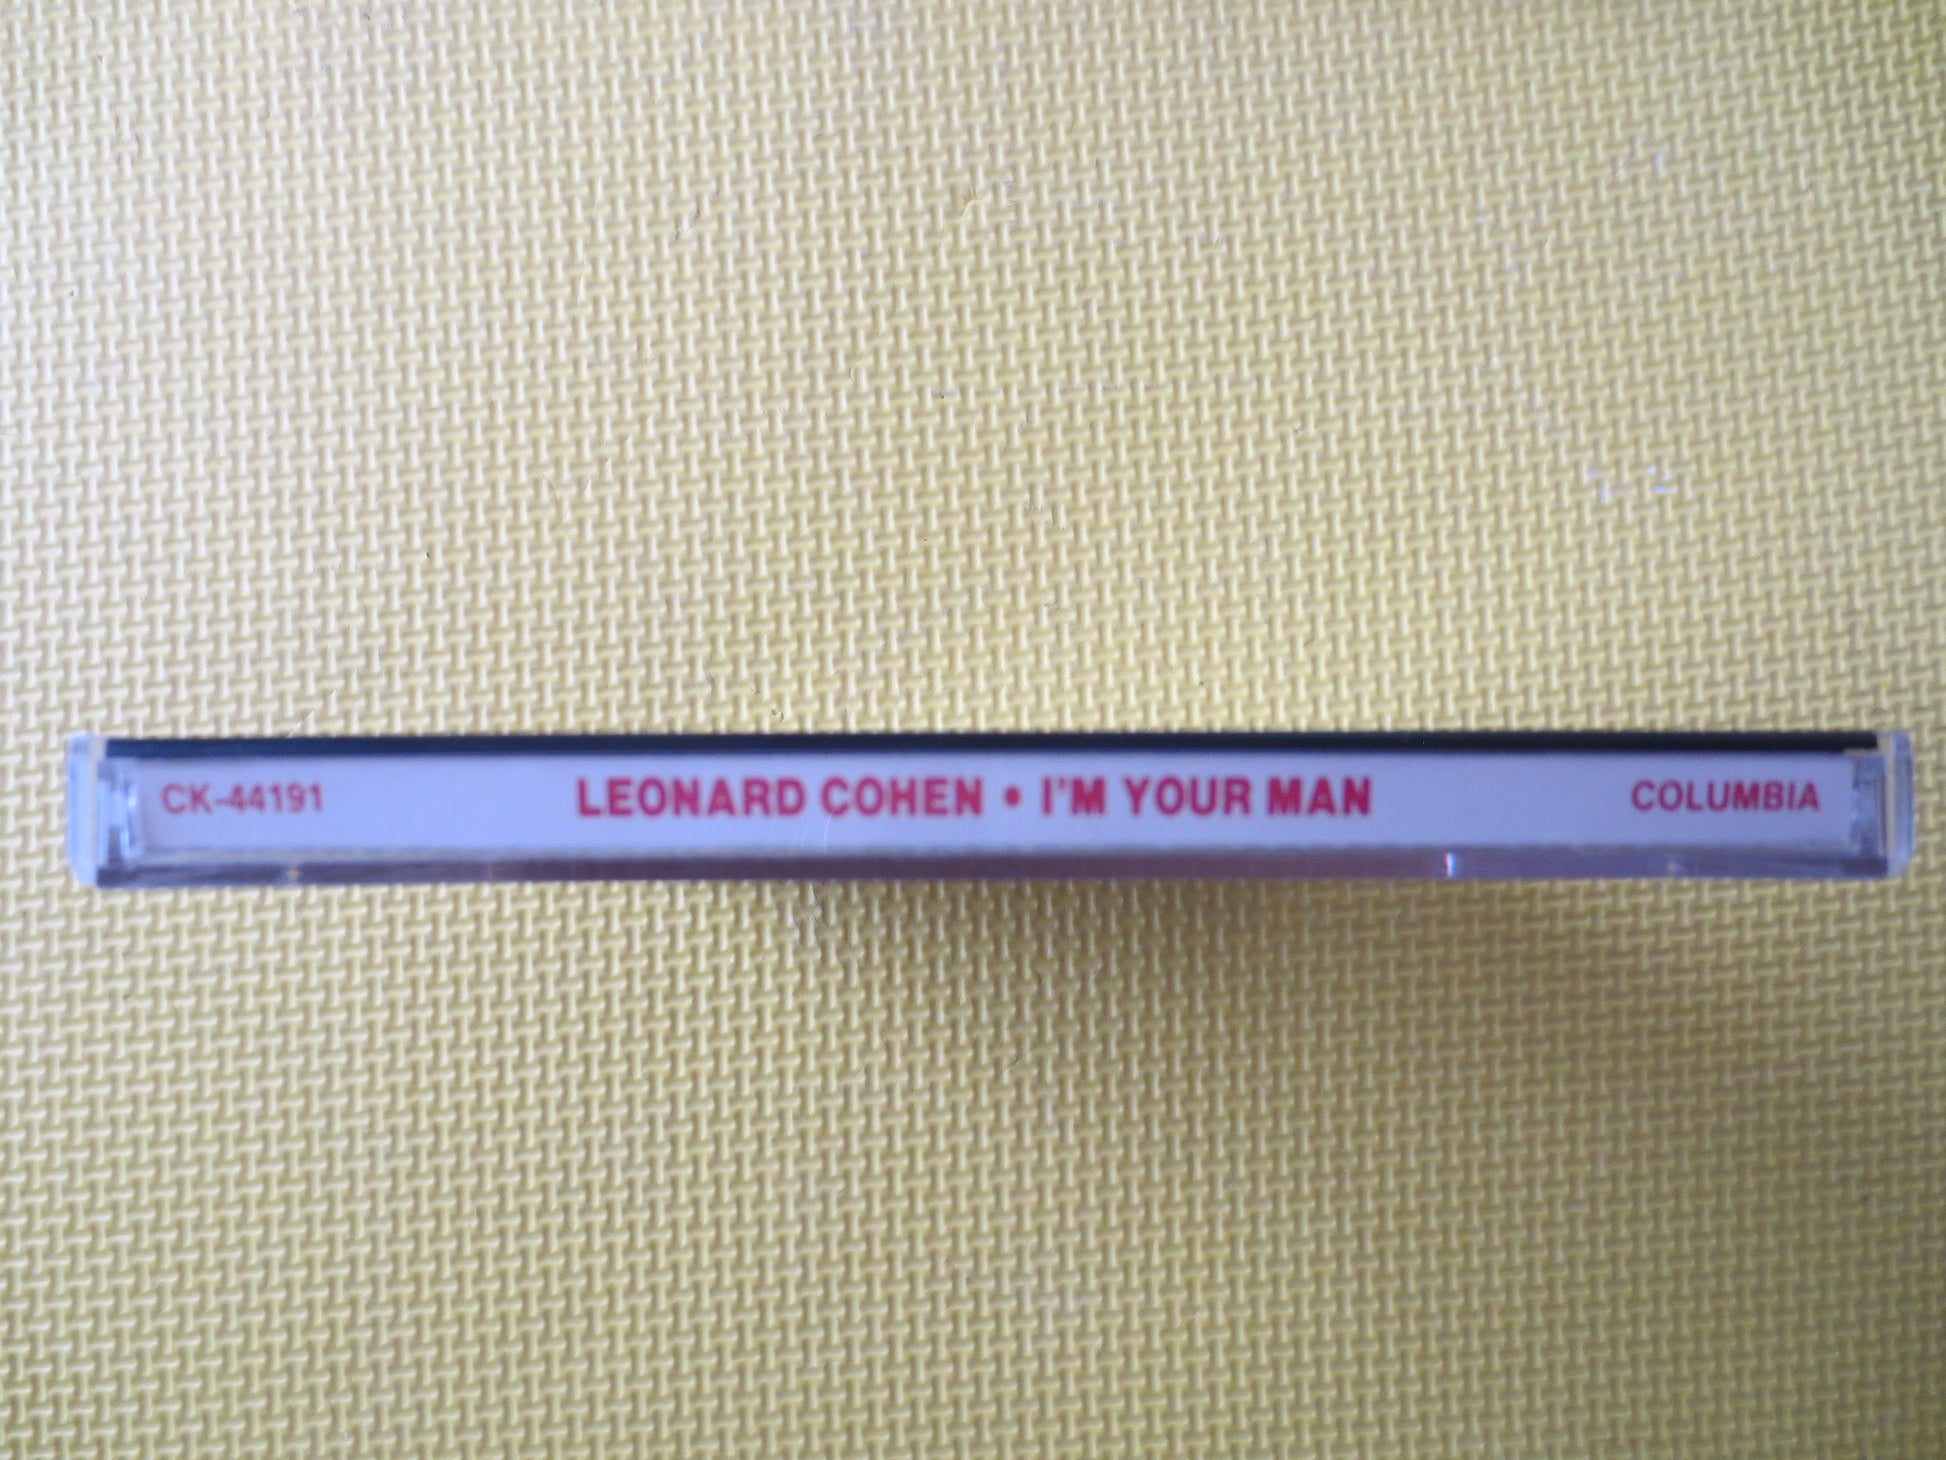 CK-44191 LEONARD COHEN • I'M YOUR MAN COLUMBIA